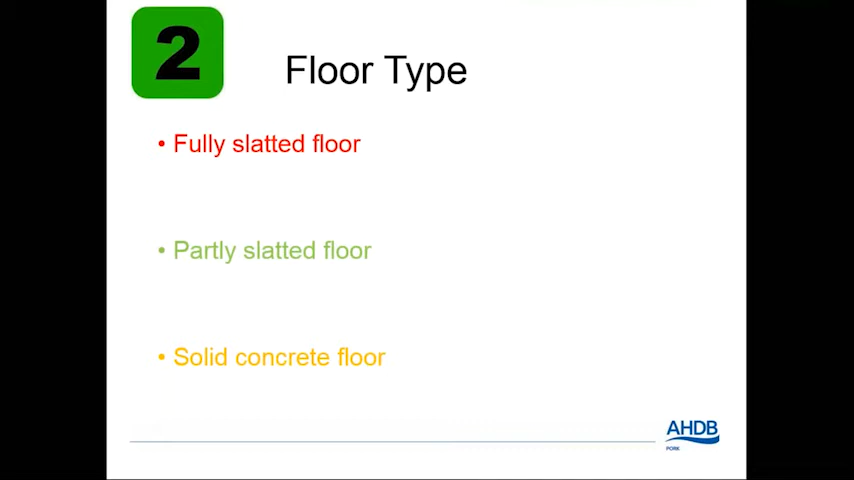 2
Floor Type
• Fully slatted floor
• Partly slatted floor
• Solid concrete floor
AHDB
PORK